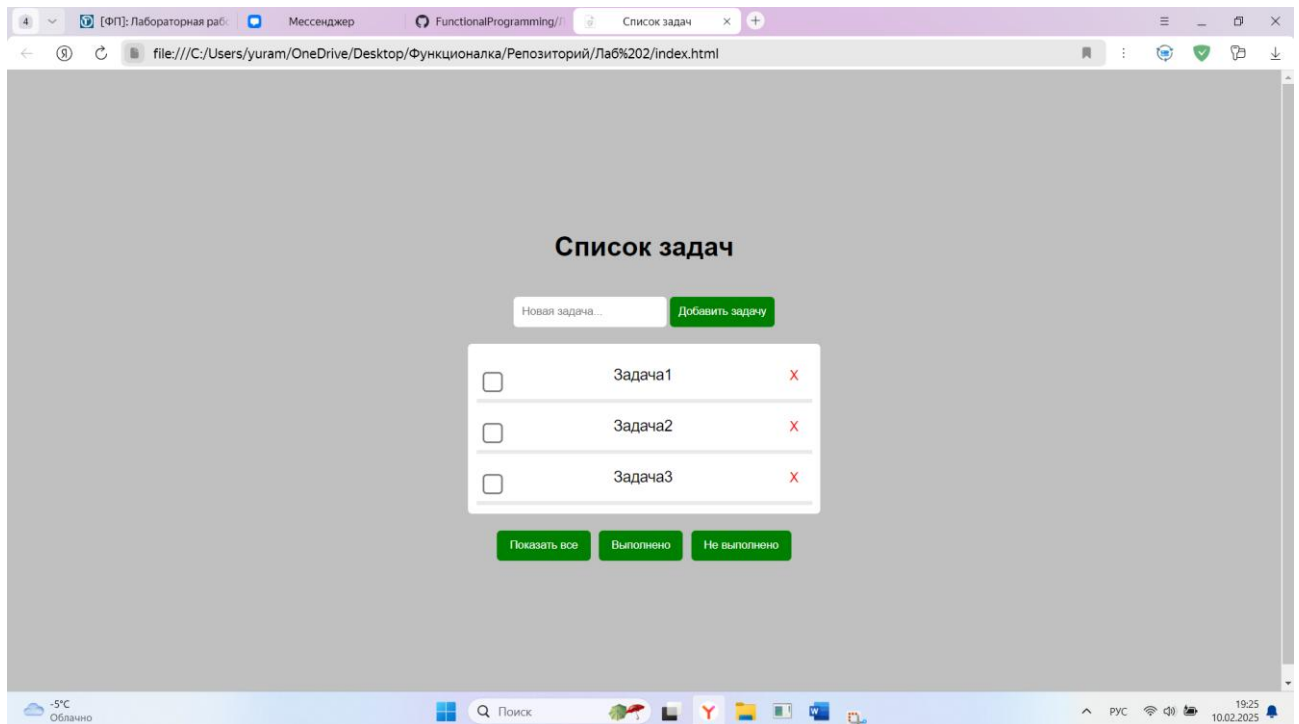 4 [ФП]: Лабораторная раб Мессенджер FunctionalProgramming/ Список задач
file:///C:/Users/yuram/OneDrive/Desktop/Функционалка/Репозиторий/Лаб%202/index.html
Список задач
Новая задача... Добавить задачу
Задача1 X
Задача2 X
Задача3 X
Показать все Выполнено Не выполнено
-5°C
Облачно
Поиск
РУС
19:25
10.02.2025